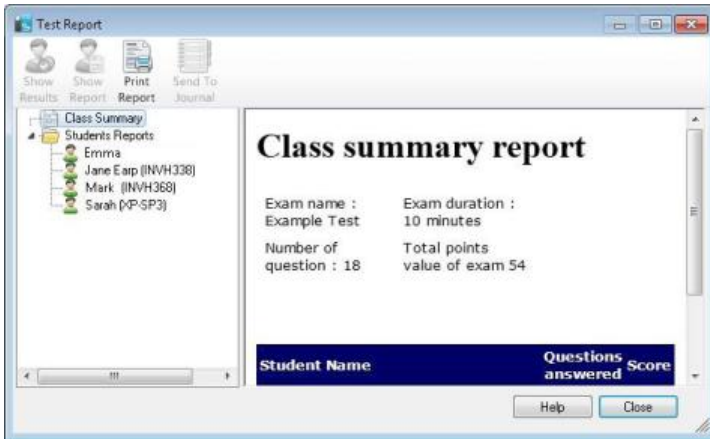 Test Report
Show Results
Show Report
Print Report
Send To Journal
Class Summary
Students Reports
Emma
Jane Earp (INVH338)
Mark (INVH368)
Sarah (XP-SP3)
Class summary report
Exam name :
Example Test
Exam duration :
10 minutes
Number of
question : 18
Total points
value of exam 54
Student Name
Questions
answered
Score
Help
Close